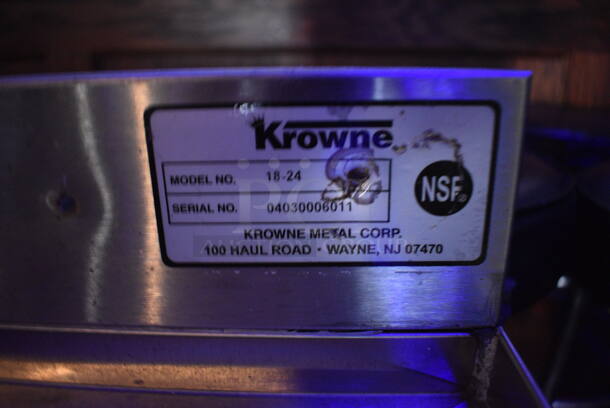 Krowne
MODEL NO. 18-24
SERIAL NO. 04030006011
NSF®
KROWNE METAL CORP.
100 HAUL ROAD • WAYNE, NJ 07470